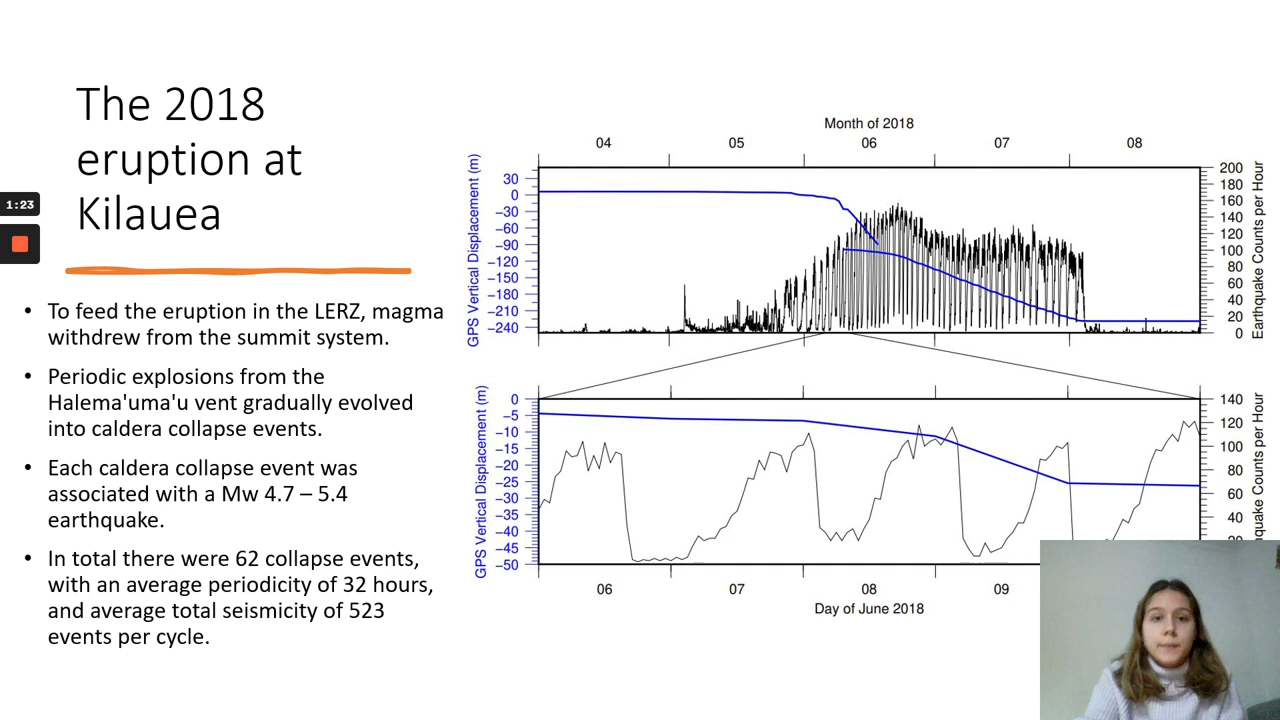 The 2018
eruption at
Kilauea
1:23
• To feed the eruption in the LERZ, magma
withdrew from the summit system.
• Periodic explosions from the
Halema'uma'u vent gradually evolved
into caldera collapse events.
• Each caldera collapse event was
associated with a Mw 4.7 – 5.4
earthquake.
• In total there were 62 collapse events,
with an average periodicity of 32 hours,
and average total seismicity of 523
events per cycle.
Month of 2018
04 05 06 07 08
GPS Vertical Displacement (m)
30
0
−30
−60
−90
−120
−150
−180
−210
−240
200
180
160
140
120
100
80
60
40
20
0
Earthquake Counts per Hour
GPS Vertical Displacement (m)
0
−5
−10
−15
−20
−25
−30
−35
−40
−45
−50
140
120
100
80
60
40
quake Counts per Hour
06 07 08 09
Day of June 2018